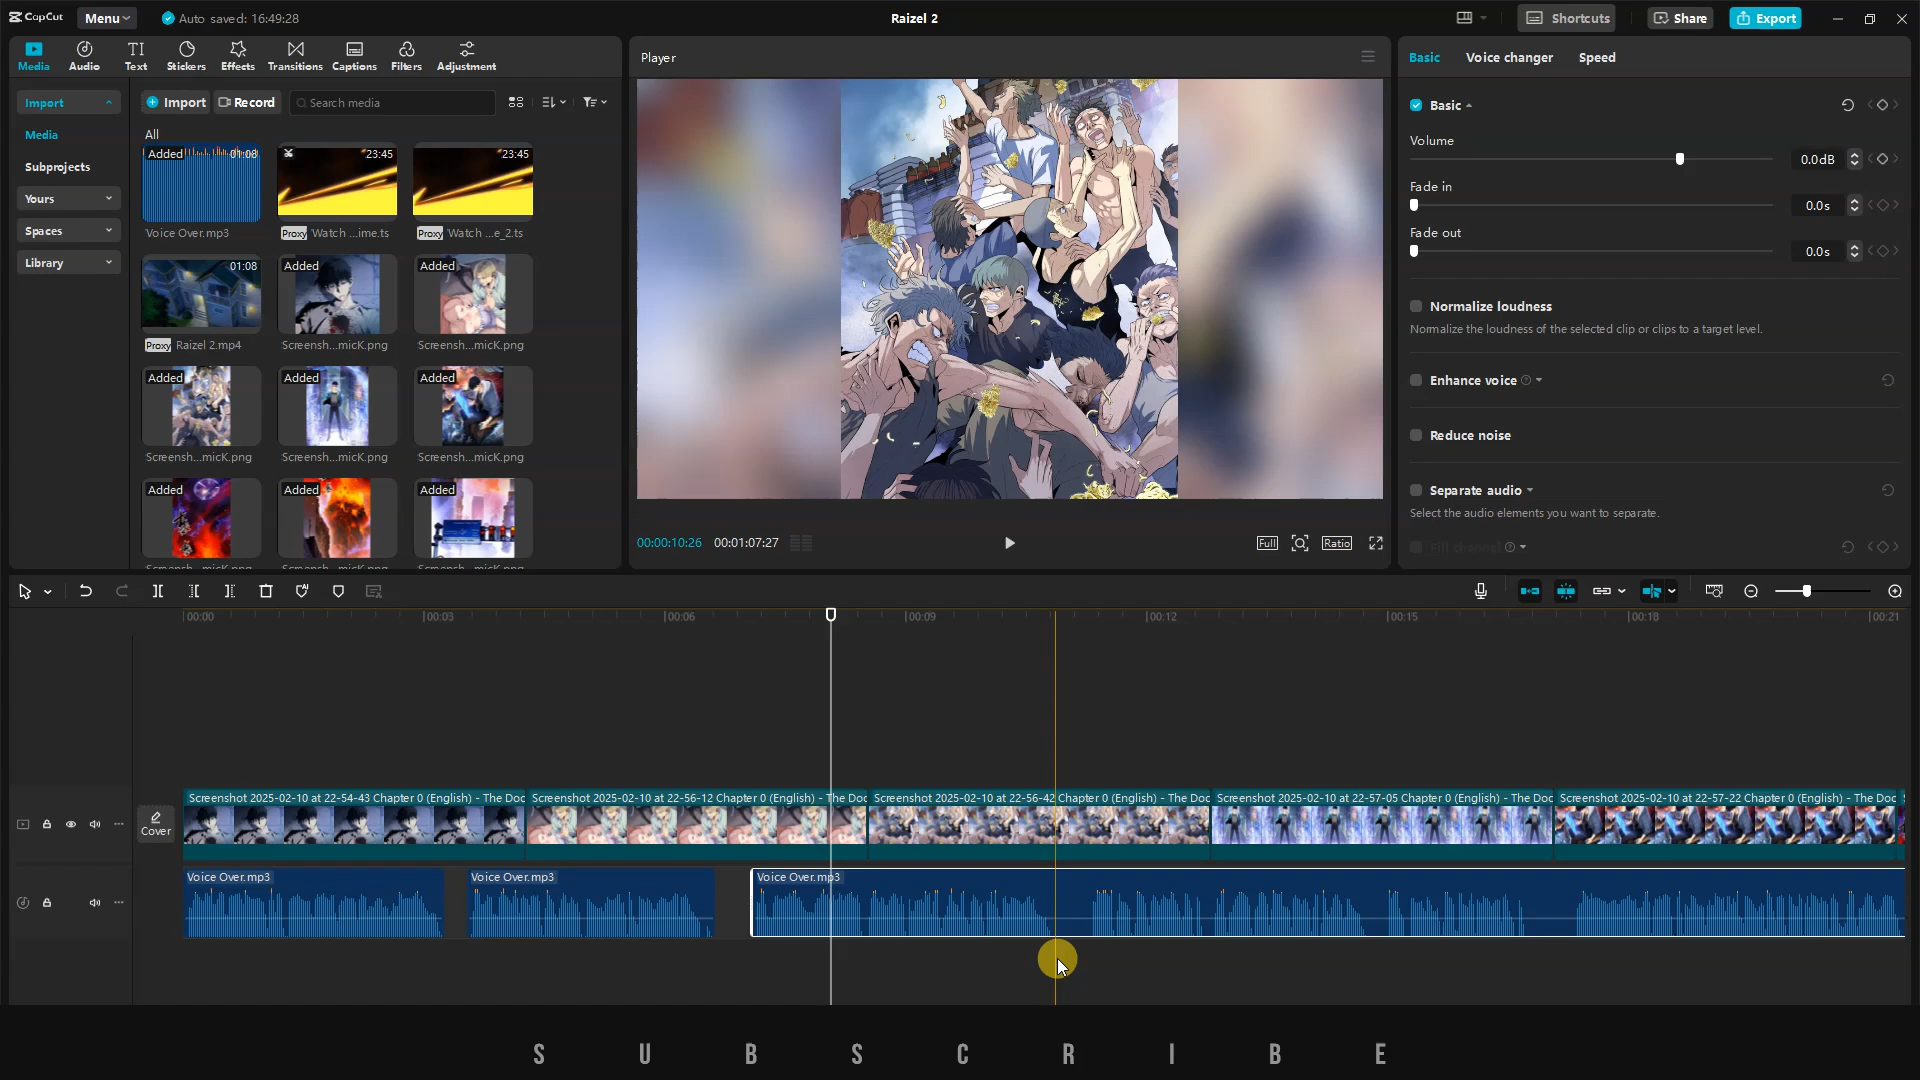 CapCut
Menu
Auto saved: 16:49:28
Raizel 2
Shortcuts
Share
Export
Media
Audio
Text
Stickers
Effects
Transitions
Captions
Filters
Adjustment
Import
Media
Subprojects
Yours
Spaces
Library
Import
Record
Search media
All
Added
01:08
Voice Over.mp3
23:45
Proxy Watch ...ime.ts
23:45
Proxy Watch ...e_2.ts
01:08
Proxy Raizel 2.mp4
Added
Screensh...micK.png
Added
Screensh...micK.png
Added
Screensh...micK.png
Added
Screensh...micK.png
Added
Screensh...micK.png
Added
Added
Added
Player
00:00:10:26 00:01:07:27
Full
Ratio
Basic
Voice changer
Speed
Basic
Volume
0.0dB
Fade in
0.0s
Fade out
0.0s
Normalize loudness
Normalize the loudness of the selected clip or clips to a target level.
Enhance voice
Reduce noise
Separate audio
Select the audio elements you want to separate.
Fill channel
00:00
00:03
00:06
00:09
00:12
00:15
00:18
00:21
Cover
Screenshot 2025-02-10 at 22-54-43 Chapter 0 (English) - The Doc
Screenshot 2025-02-10 at 22-56-12 Chapter 0 (English) - The Doc
Screenshot 2025-02-10 at 22-56-42 Chapter 0 (English) - The Doc
Screenshot 2025-02-10 at 22-57-05 Chapter 0 (English) - The Doc
Screenshot 2025-02-10 at 22-57-22 Chapter 0 (English) - The Doc
Voice Over.mp3
Voice Over.mp3
Voice Over.mp3
S U B S C R I B E